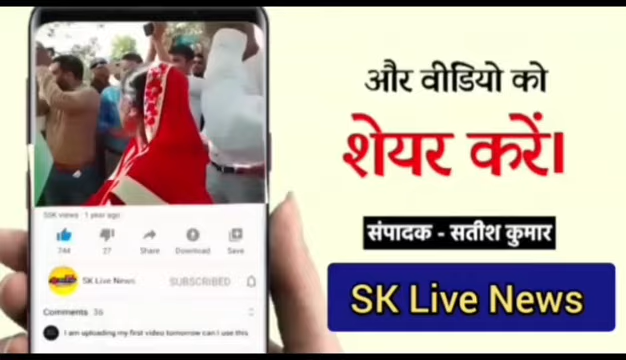 और वीडियो को
शेयर करें।
संपादक - सतीश कुमार
SK Live News
50K views · 1 year ago
744
27
Share
Download
Save
SK Live News
SUBSCRIBED
Comments 36
I am uploading my first video tomorrow can I use this